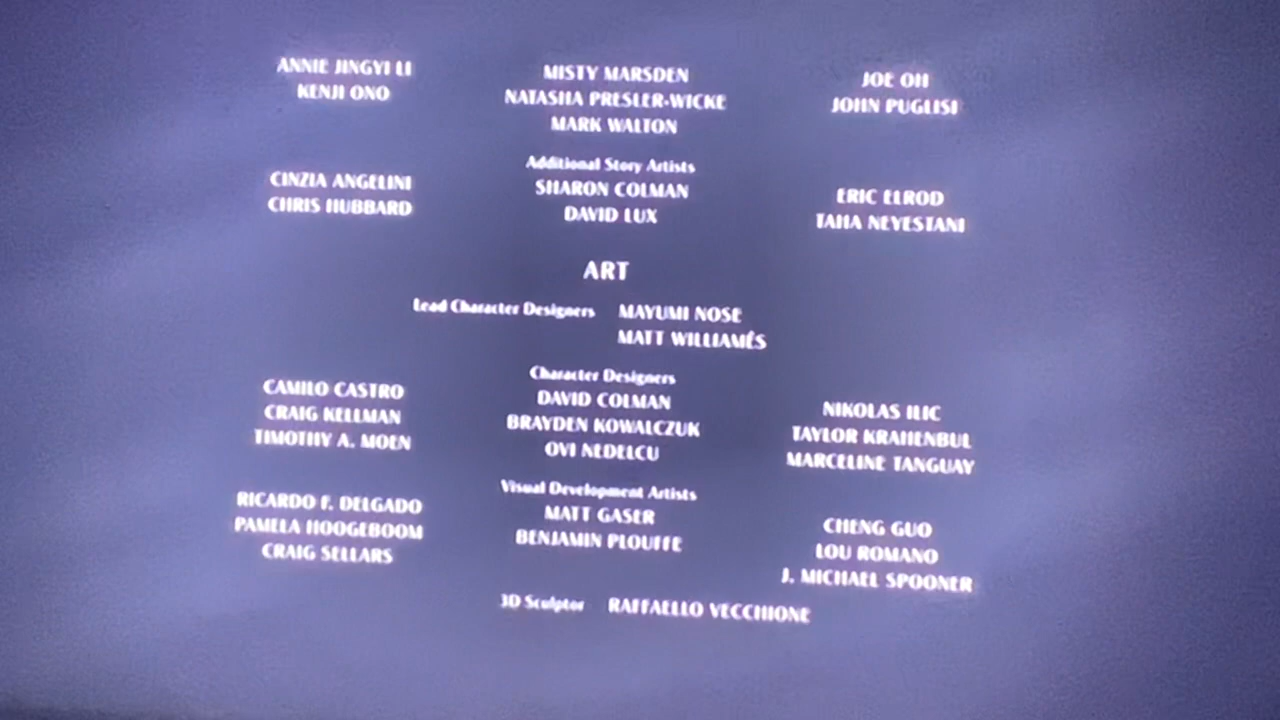 ANNIE JINGYI LI MISTY MARSDEN JOE OH
KENJI ONO NATASHA PRESLER-WICKE JOHN PUGLISI
MARK WALTON
Additional Story Artists
CINZIA ANGELINI SHARON COLMAN ERIC ELROD
CHRIS HUBBARD DAVID LUX TAHA NEYESTANI
ART
Lead Character Designers MAYUMI NOSE
MATT WILLIAMÉS
Character Designers
CAMILO CASTRO DAVID COLMAN NIKOLAS ILIC
CRAIG KELLMAN BRAYDEN KOWALCZUK TAYLOR KRAHENBUL
TIMOTHY A. MOEN OVI NEDELCU MARCELINE TANGUAY
Visual Development Artists
RICARDO F. DELGADO MATT GASER CHENG GUO
PAMELA HOOGEBOOM BENJAMIN PLOUFFE LOU ROMANO
CRAIG SELLARS J. MICHAEL SPOONER
3D Sculptor RAFFAELLO VECCHIONE